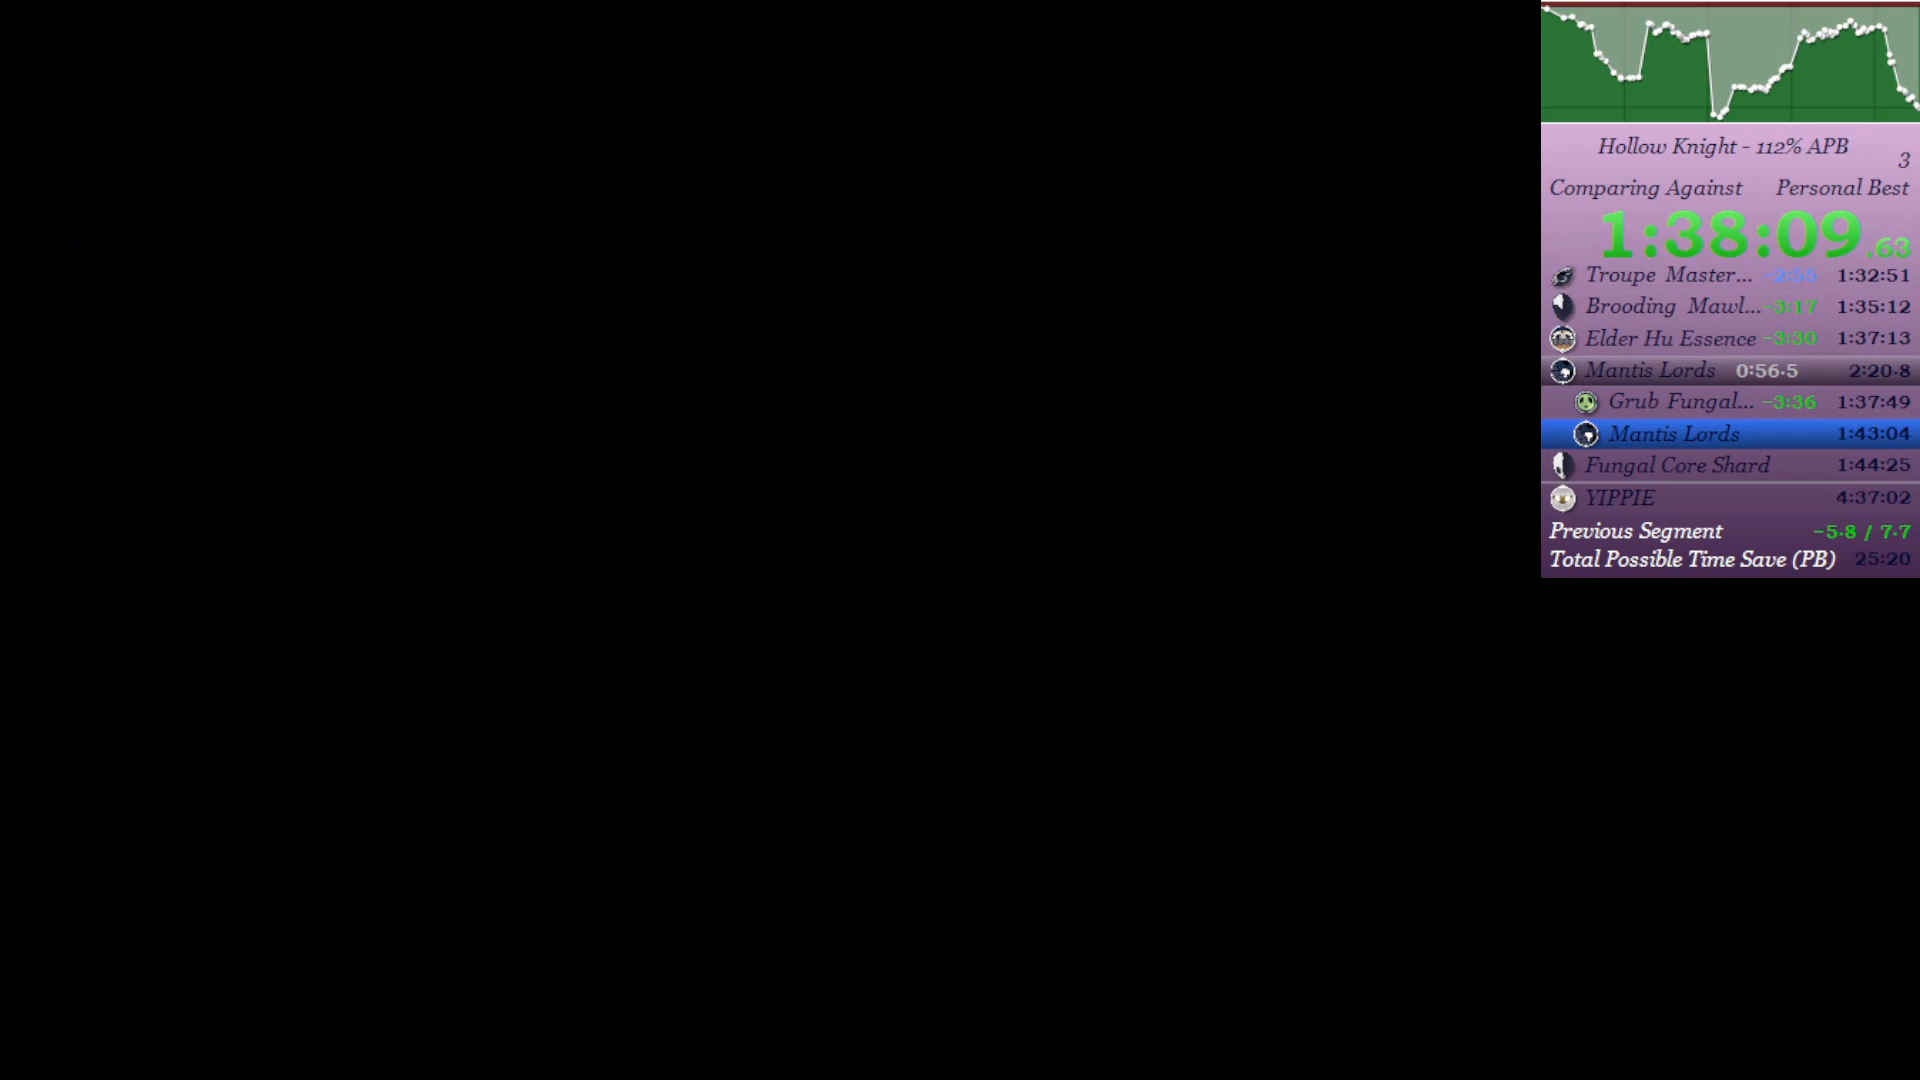 Hollow Knight - 112% APB
3
Comparing Against Personal Best
1:38:09.63
Troupe Master... -2:55 1:32:51
Brooding Mawl... -3:17 1:35:12
Elder Hu Essence -3:30 1:37:13
Mantis Lords 0:56.5 2:20.8
Grub Fungal... -3:36 1:37:49
Mantis Lords 1:43:04
Fungal Core Shard 1:44:25
YIPPIE 4:37:02
Previous Segment -5.8 / 7.7
Total Possible Time Save (PB) 25:20